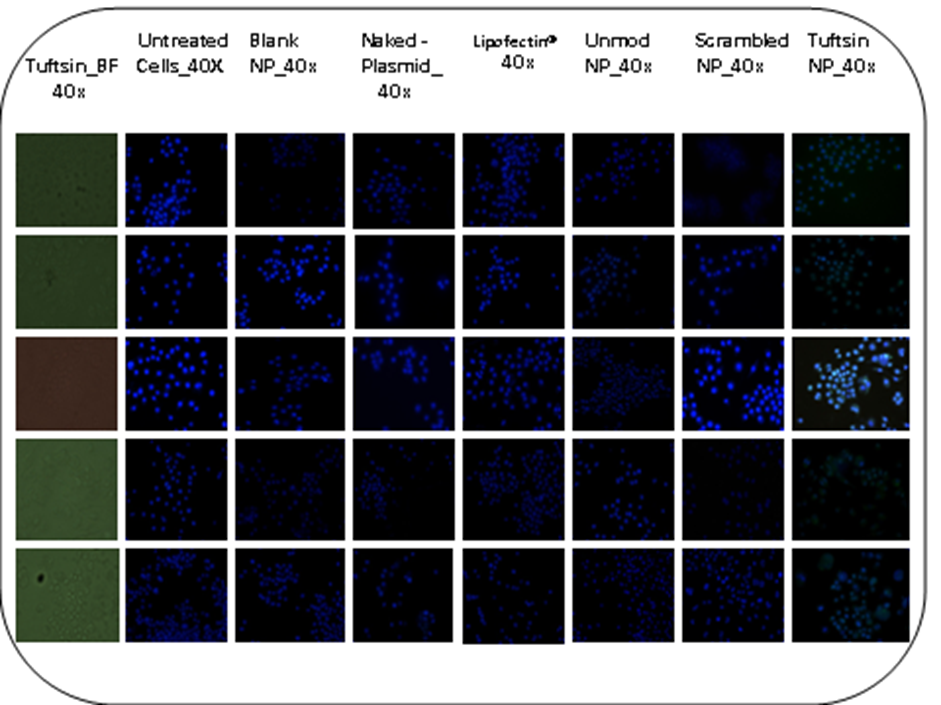 Tuftsin_BF
40x
Untreated
Cells_40X
Blank
NP_40x
Naked-
Plasmid_
40x
Lipofectin®
40x
Unmod
NP_40x
Scrambled
NP_40x
Tuftsin
NP_40x